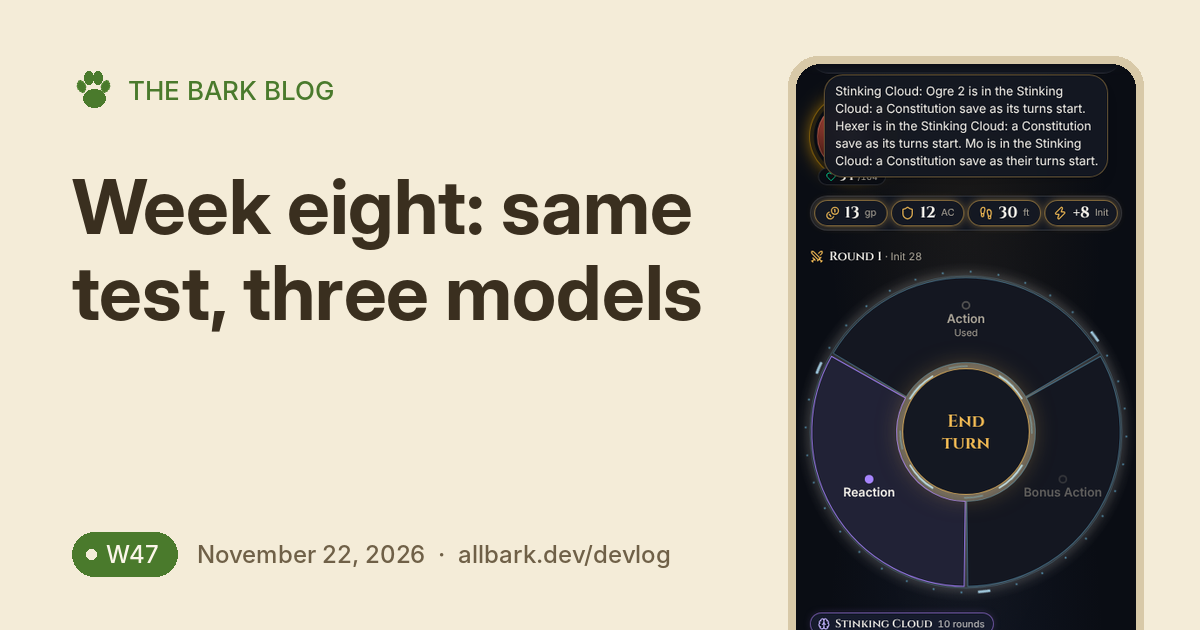 THE BARK BLOG
Week eight: same
test, three models
W47
November 22, 2026 · allbark.dev/devlog
Stinking Cloud: Ogre 2 is in the Stinking
Cloud: a Constitution save as its turns start.
Hexer is in the Stinking Cloud: a Constitution
save as its turns start. Mo is in the Stinking
Cloud: a Constitution save as their turns start.
13 gp
12 AC
30 ft
+8 Init
ROUND 1 · Init 28
Action
Used
END
TURN
Reaction
Bonus Action
STINKING CLOUD 10 rounds